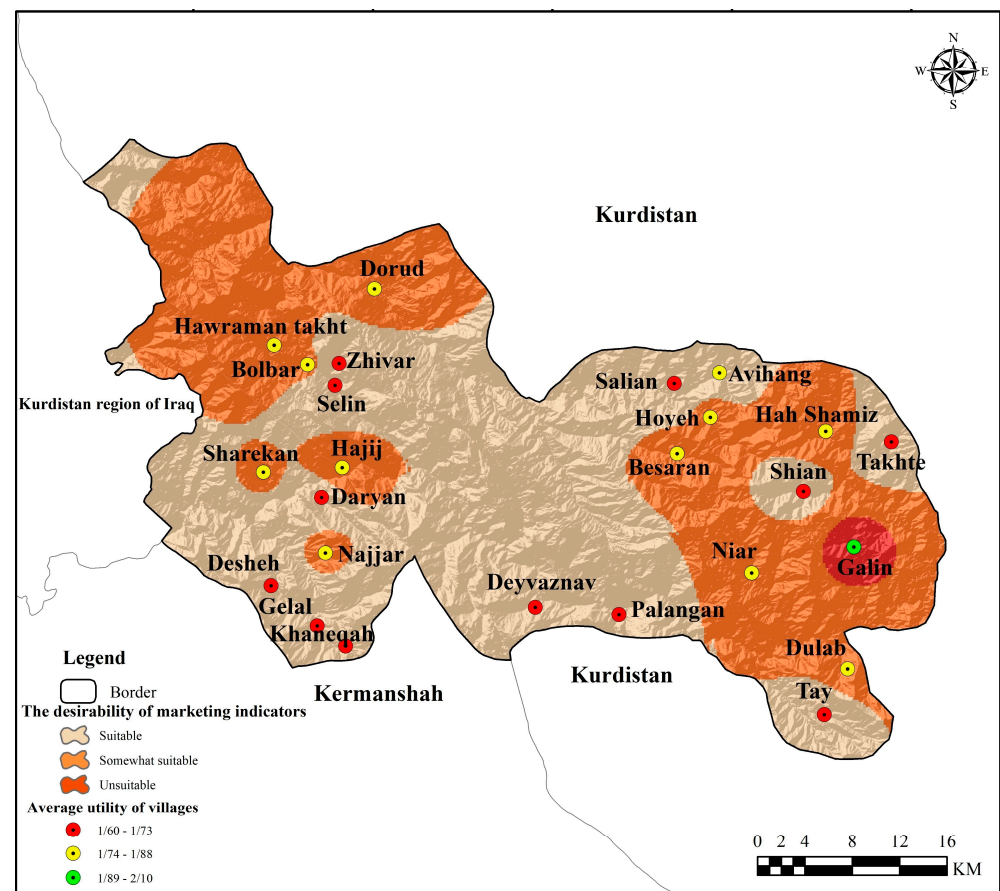 N
W E
S
Kurdistan
Dorud
Hawraman takht
Bolbar
Zhivar
Selin
Salian
Avihang
Kurdistan region of Iraq
Hoyeh
Hah Shamiz
Sharekan
Hajij
Besaran
Takhte
Shian
Daryan
Najjar
Niar
Galin
Desheh
Deyvaznav
Gelal
Palangan
Khaneqah
Dulab
Kurdistan
Tay
Kermanshah
Legend
Border
The desirability of marketing indicators
Suitable
Somewhat suitable
Unsuitable
Average utility of villages
1/60 - 1/73
1/74 - 1/88
1/89 - 2/10
0 2 4 8 12 16
KM